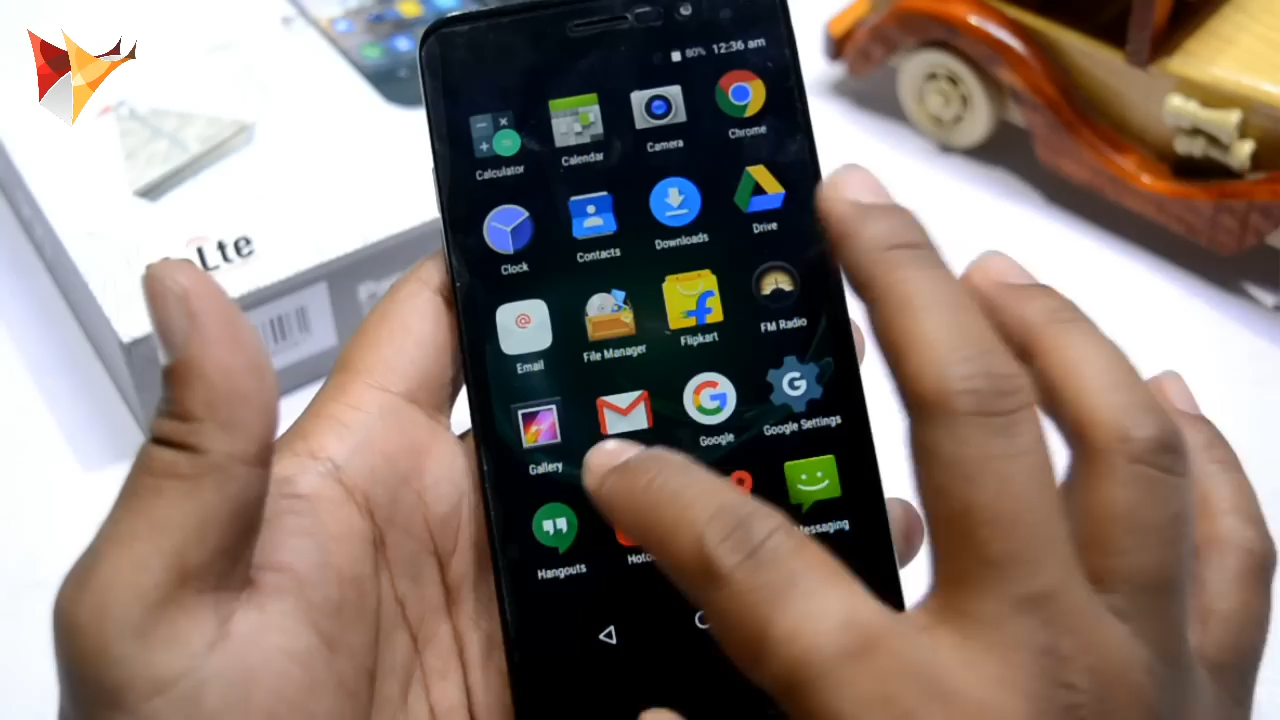 80% 12:36 am
Calculator Calendar Camera Chrome
Clock Contacts Downloads Drive
Email File Manager Flipkart FM Radio
Gallery Google Google Settings
Hangouts Hotc Messaging
Lte